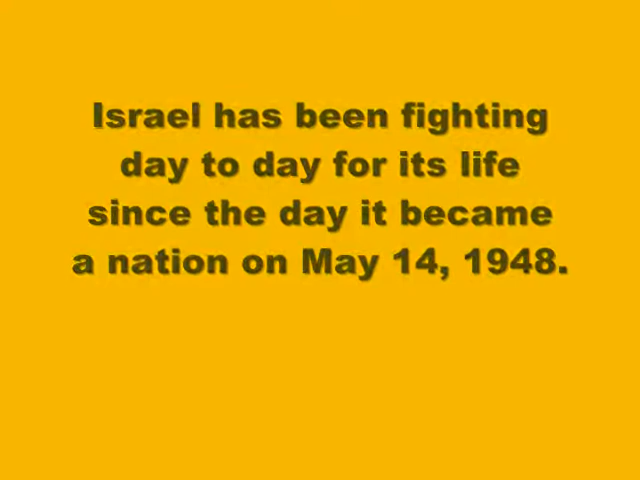 Israel has been fighting
day to day for its life
since the day it became
a nation on May 14, 1948.